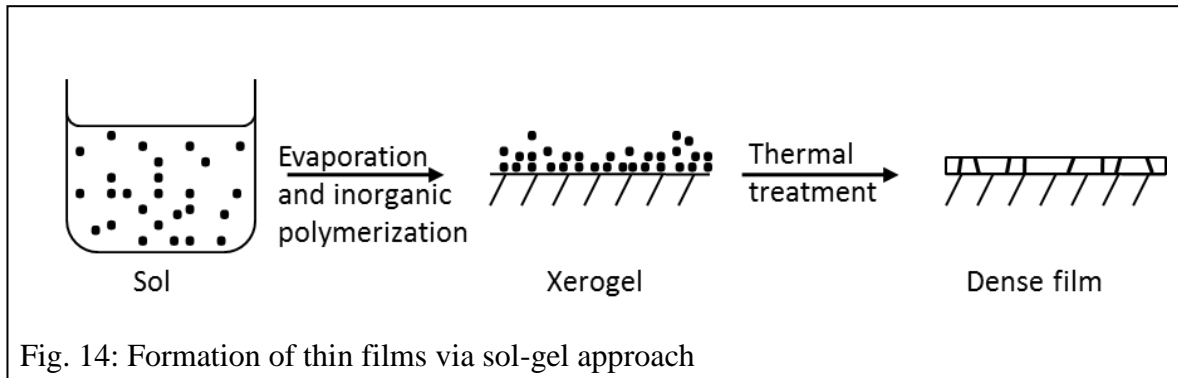 Evaporation
and inorganic
polymerization
Thermal
treatment
Sol
Xerogel
Dense film
Fig. 14: Formation of thin films via sol-gel approach